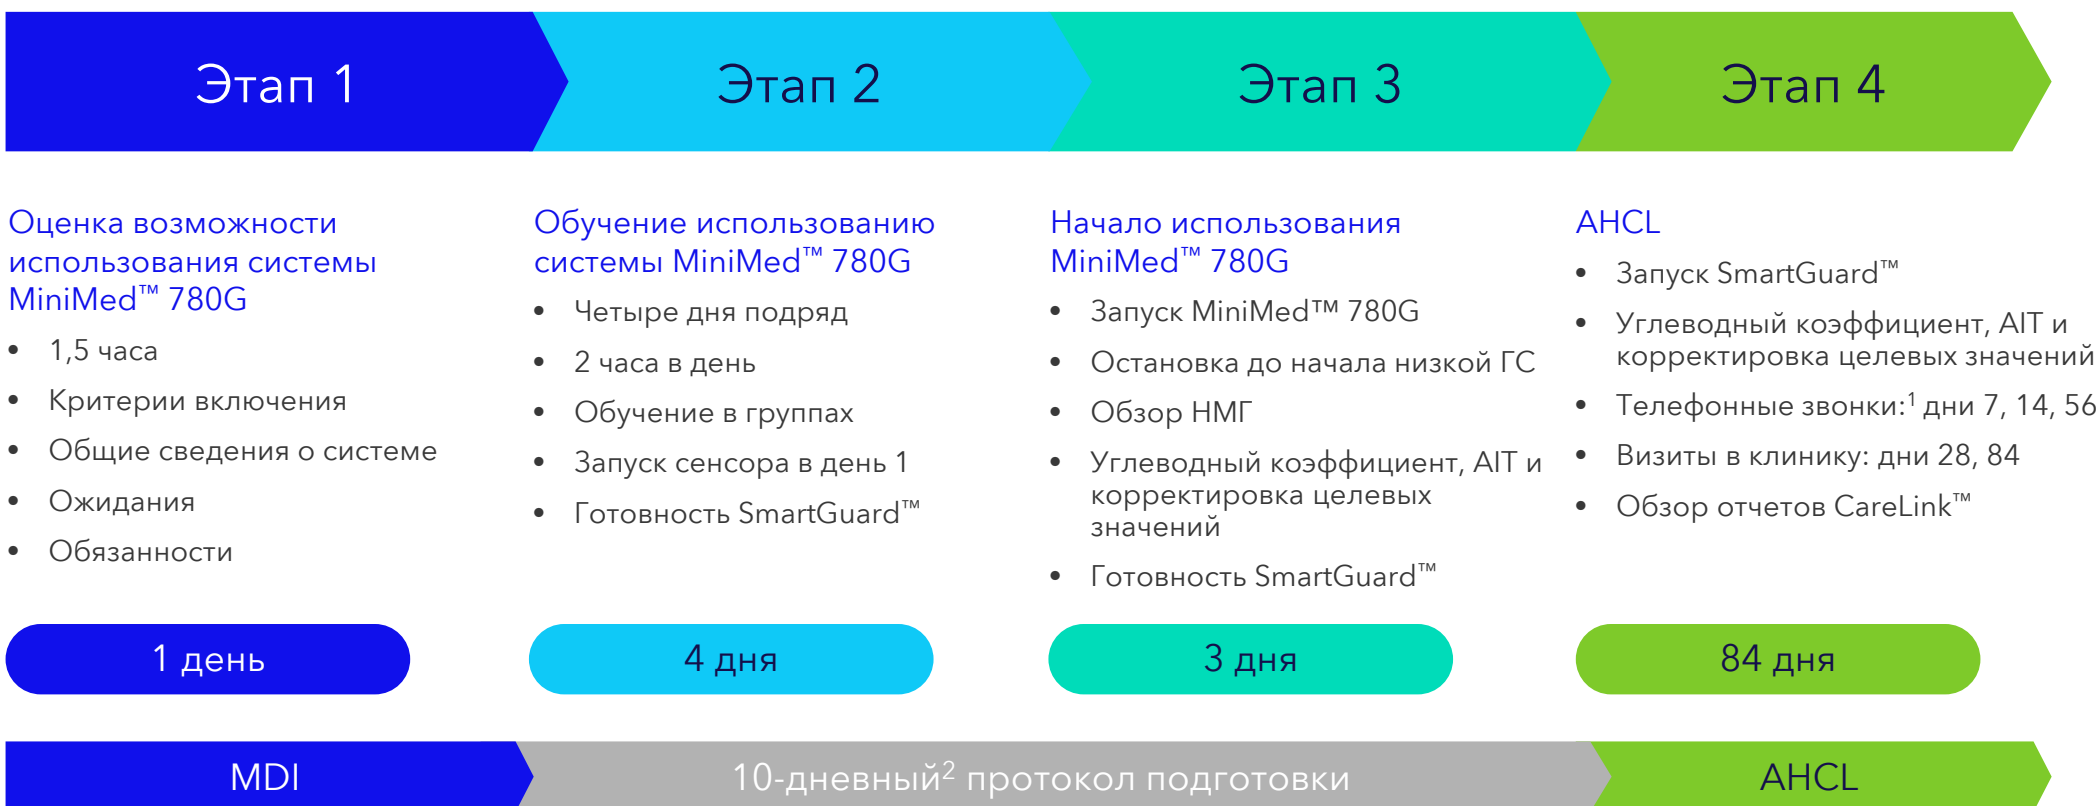 Этап 1
Этап 2
Этап 3
Этап 4
Оценка возможности
использования системы
MiniMed™ 780G
• 1,5 часа
• Критерии включения
• Общие сведения о системе
• Ожидания
• Обязанности
Обучение использованию
системы MiniMed™ 780G
• Четыре дня подряд
• 2 часа в день
• Обучение в группах
• Запуск сенсора в день 1
• Готовность SmartGuard™
Начало использования
MiniMed™ 780G
• Запуск MiniMed™ 780G
• Остановка до начала низкой ГС
• Обзор НМГ
• Углеводный коэффициент, AIT и
корректировка целевых
значений
• Готовность SmartGuard™
AHCL
• Запуск SmartGuard™
• Углеводный коэффициент, AIT и
корректировка целевых значений
• Телефонные звонки:¹ дни 7, 14, 56
• Визиты в клинику: дни 28, 84
• Обзор отчетов CareLink™
1 день
4 дня
3 дня
84 дня
MDI
10-дневный² протокол подготовки
AHCL